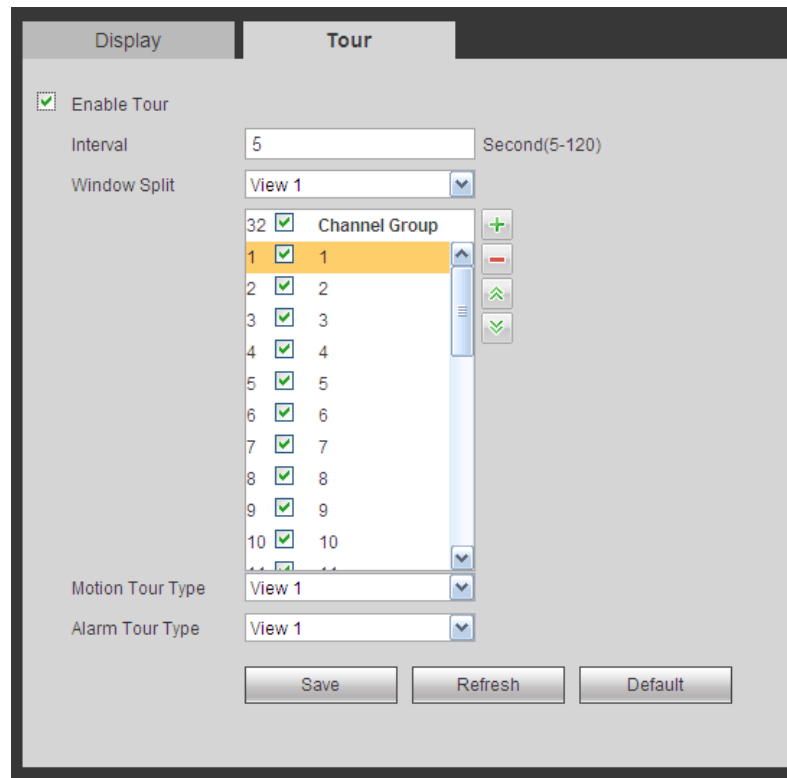 Display Tour
Enable Tour
Interval 5 Second(5-120)
Window Split View 1
32 Channel Group
1 1
2 2
3 3
4 4
5 5
6 6
7 7
8 8
9 9
10 10
Motion Tour Type View 1
Alarm Tour Type View 1
Save Refresh Default